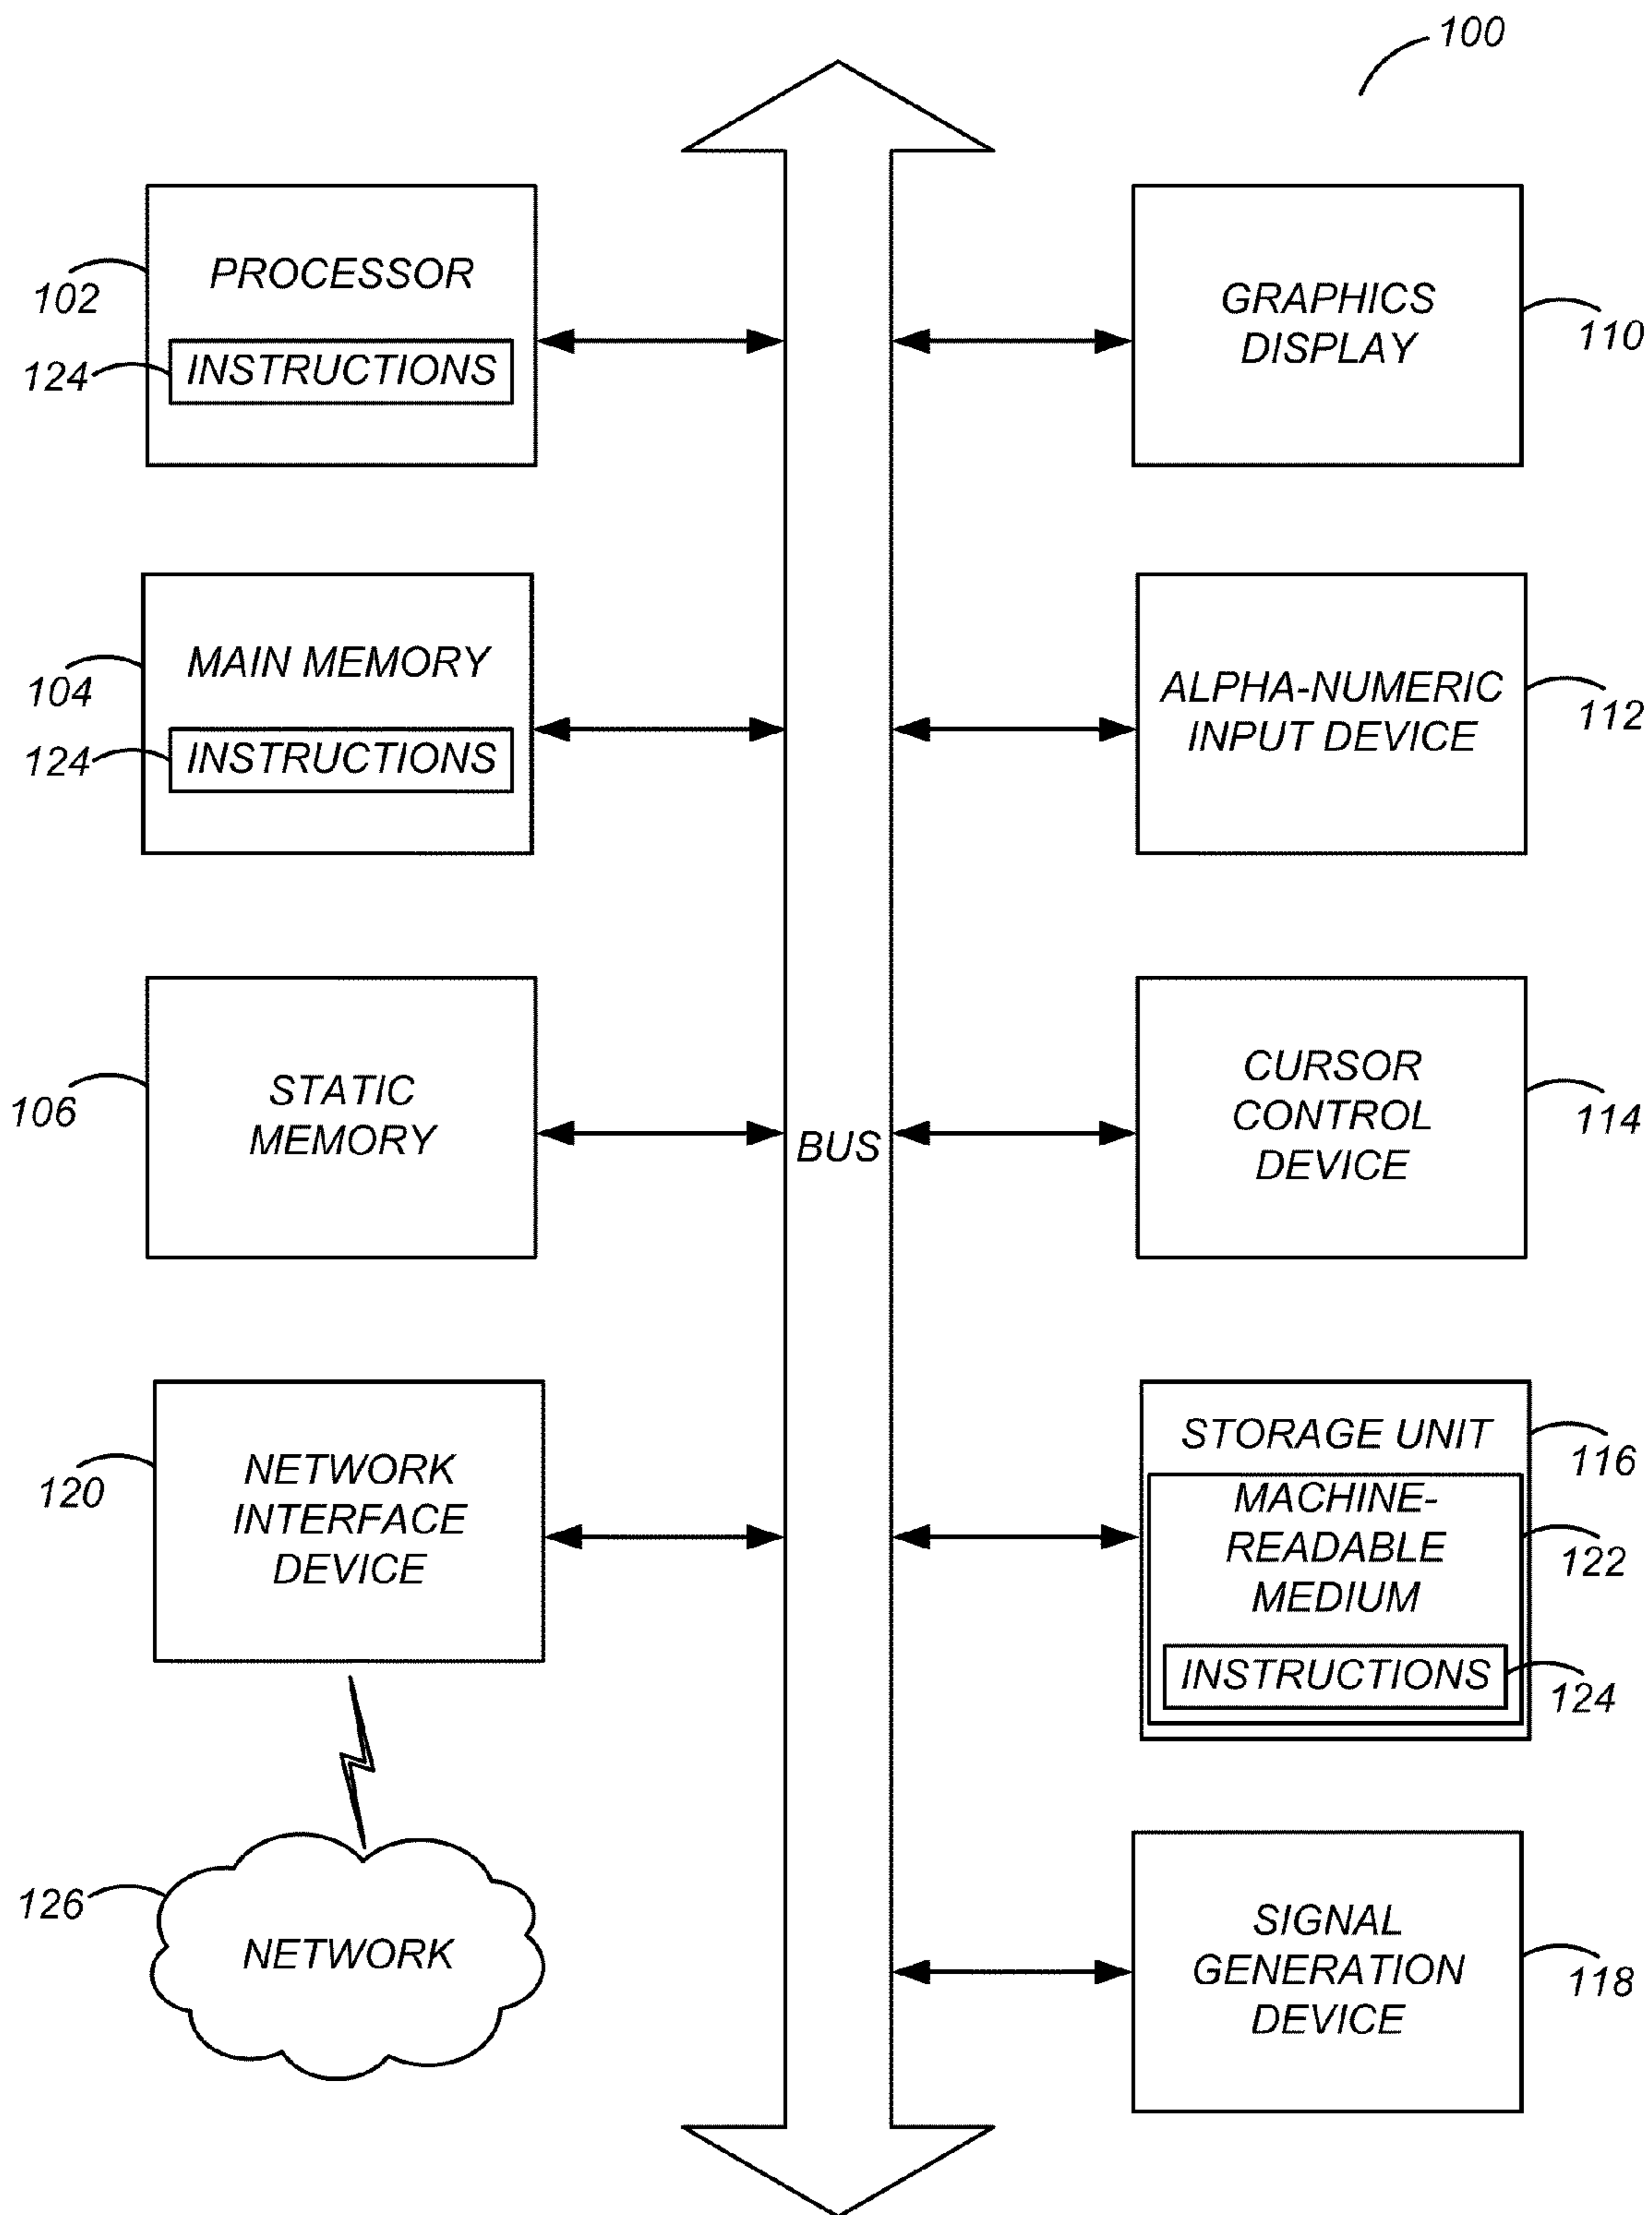 100
PROCESSOR
102
INSTRUCTIONS
124
GRAPHICS
DISPLAY
110
MAIN MEMORY
104
INSTRUCTIONS
124
ALPHA-NUMERIC
INPUT DEVICE
112
STATIC
MEMORY
106
BUS
CURSOR
CONTROL
DEVICE
114
NETWORK
INTERFACE
DEVICE
120
STORAGE UNIT
116
MACHINE-
READABLE
MEDIUM
122
INSTRUCTIONS
124
126
NETWORK
SIGNAL
GENERATION
DEVICE
118